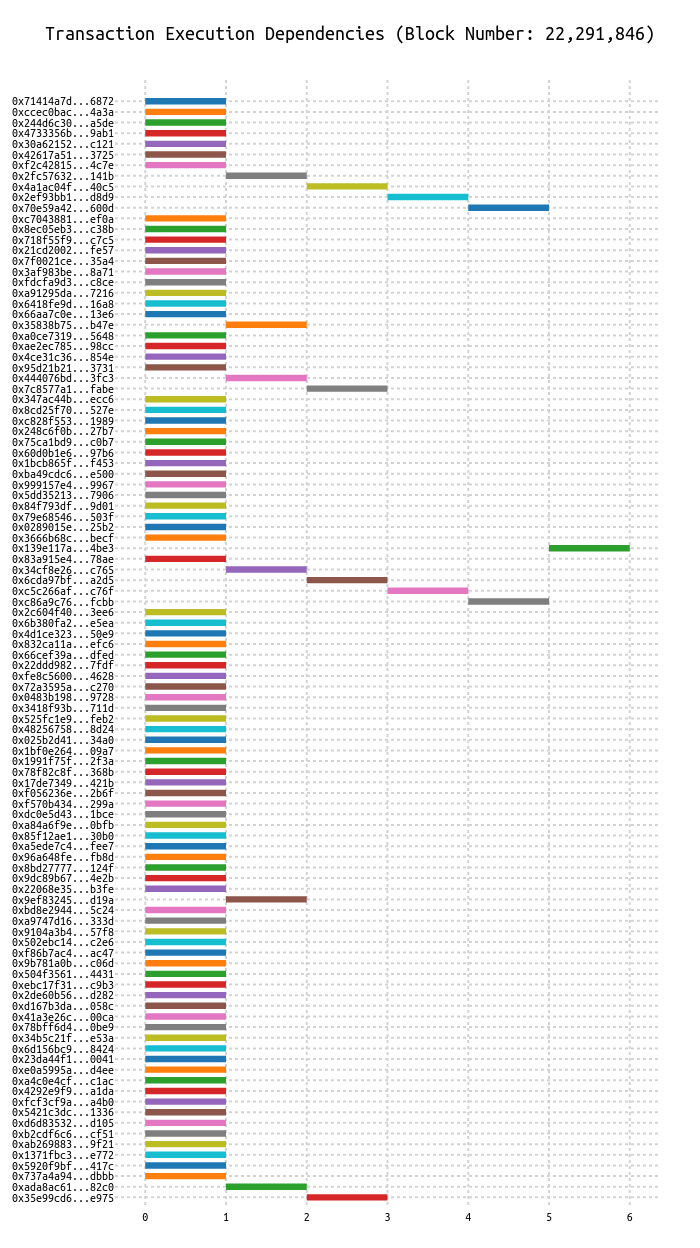 Transaction Execution Dependencies (Block Number: 22,291,846)
0x71414a7d...6872
0xccec0bac...4a3a
0x244d6c30...a5de
0x4733356b...9ab1
0x30a62152...c121
0x42617a51...3725
0xf2c42815...4c7e
0x2fc57632...141b
0x4a1ac04f...40c5
0x2ef93bb1...d8d9
0x70e59a42...600d
0xc7043881...ef0a
0x8ec05eb3...c38b
0x718f55f9...c7c5
0x21cd2002...fe57
0x7f0021ce...35a4
0x3af983be...8a71
0xfdcfa9d3...c8ce
0xa91295da...7216
0x6418fe9d...16a8
0x66aa7c0e...13e6
0x35838b75...b47e
0xa0ce7319...5648
0xae2ec785...98cc
0x4ce31c36...854e
0x95d21b21...3731
0x444076bd...3fc3
0x7c8577a1...fabe
0x347ac44b...ecc6
0x8cd25f70...527e
0xc828f553...1989
0x248c6f0b...27b7
0x75ca1bd9...c0b7
0x60d0b1e6...97b6
0x1bcb865f...f453
0xba49cdc6...e500
0x999157e4...9967
0x5dd35213...7906
0x84f793df...9d01
0x79e68546...503f
0x0289015e...25b2
0x3666b68c...becf
0x139e117a...4be3
0x83a915e4...78ae
0x34cf8e26...c765
0x6cda97bf...a2d5
0xc5c266af...c76f
0xc86a9c76...fcbb
0x2c604f40...3ee6
0x6b380fa2...e5ea
0x4d1ce323...50e9
0x832ca11a...efc6
0x66cef39a...dfed
0x22ddd982...7fdf
0xfe8c5600...4628
0x72a3595a...c270
0x0483b198...9728
0x3418f93b...711d
0x525fc1e9...feb2
0x48256758...8d24
0x025b2d41...34a0
0x1bf0e264...09a7
0x1991f75f...2f3a
0x78f82c8f...368b
0x17de7349...421b
0xf056236e...2b6f
0xf570b434...299a
0xdc0e5d43...1bce
0xa84a6f9e...0bfb
0x85f12ae1...30b0
0xa5ede7c4...fee7
0x96a648fe...fb8d
0x8bd27777...124f
0x9dc89b67...4e2b
0x22068e35...b3fe
0x9ef83245...d19a
0xbd8e2944...5c24
0xa9747d16...333d
0x9104a3b4...57f8
0x502ebc14...c2e6
0xf86b7ac4...ac47
0x9b781a0b...c06d
0x504f3561...4431
0xebc17f31...c9b3
0x2de60b56...d282
0xd167b3da...058c
0x41a3e26c...00ca
0x78bff6d4...0be9
0x34b5c21f...e53a
0x6d156bc9...8424
0x23da44f1...0041
0xe0a5995a...d4ee
0xa4c0e4cf...c1ac
0x4292e9f9...a1da
0xfcf3cf9a...a4b0
0x5421c3dc...1336
0xd6d83532...d105
0xb2cdf6c6...cf51
0xab269883...9f21
0x1371fbc3...e772
0x5920f9bf...417c
0x737a4a94...dbbb
0xada8ac61...82c0
0x35e99cd6...e975
0 1 2 3 4 5 6